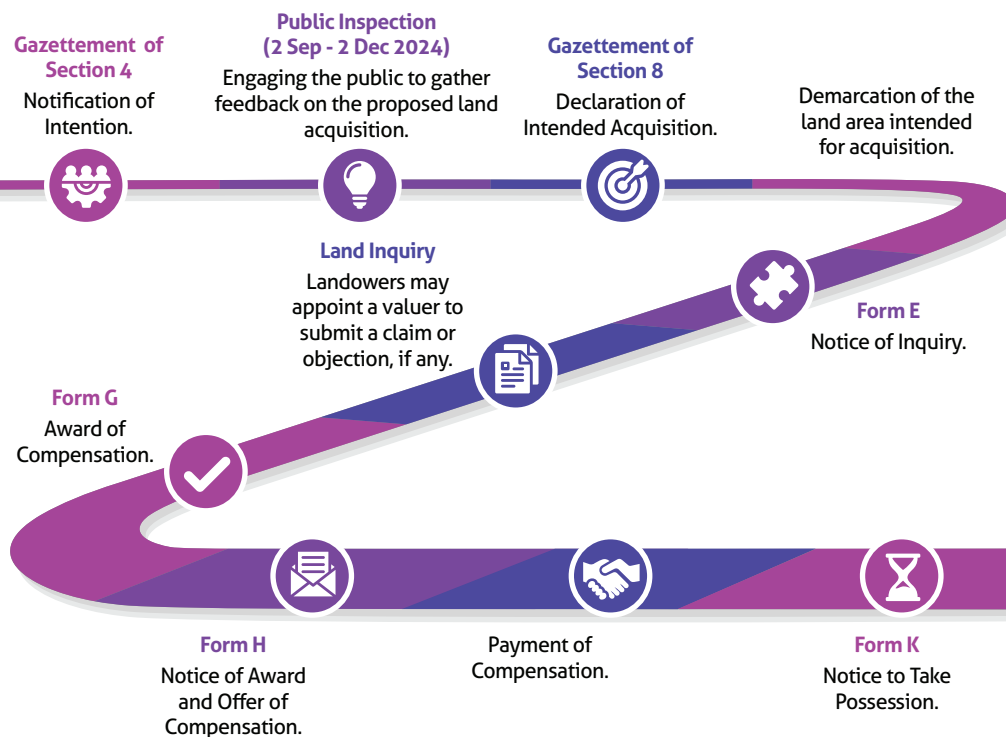 Gazettement of
Section 4
Notification of
Intention.
Public Inspection
(2 Sep - 2 Dec 2024)
Engaging the public to gather
feedback on the proposed land
acquisition.
Gazettement of
Section 8
Declaration of
Intended Acquisition.
Demarcation of the
land area intended
for acquisition.
Form E
Notice of Inquiry.
Land Inquiry
Landowers may
appoint a valuer to
submit a claim or
objection, if any.
Form G
Award of
Compensation.
Form H
Notice of Award
and Offer of
Compensation.
Payment of
Compensation.
Form K
Notice to Take
Possession.